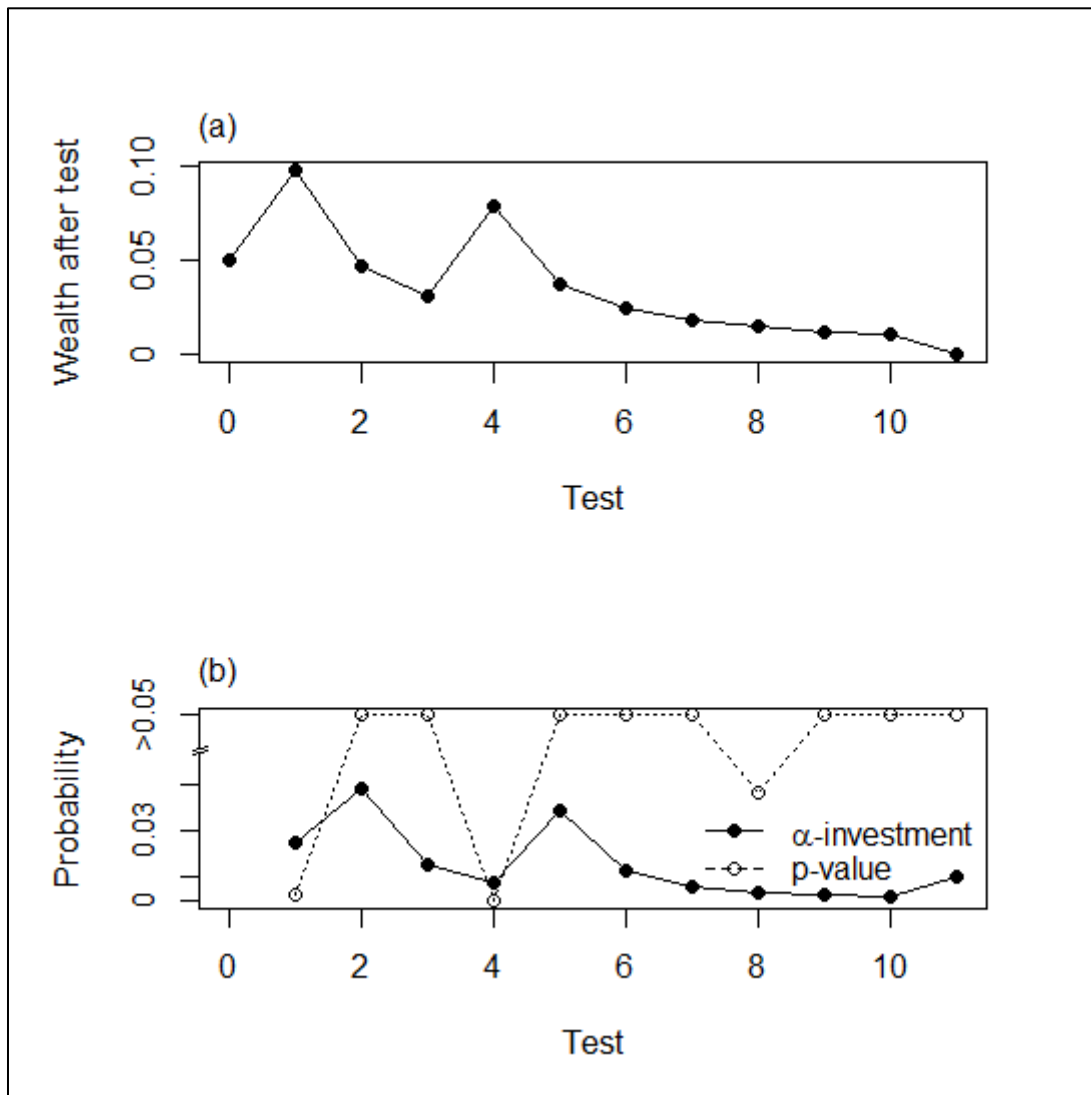 (a)
Wealth after test
0.10
0.05
0
0 2 4 6 8 10
Test
(b)
Probability
>0.05
0.03
0
α-investment
p-value
0 2 4 6 8 10
Test